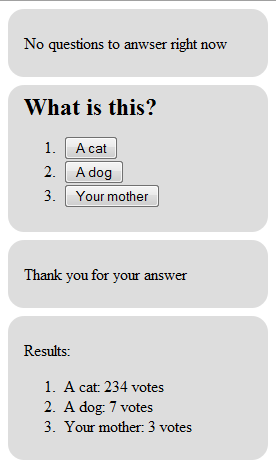 No questions to anwser right now
What is this?
1. A cat
2. A dog
3. Your mother
Thank you for your answer
Results:
1. A cat: 234 votes
2. A dog: 7 votes
3. Your mother: 3 votes